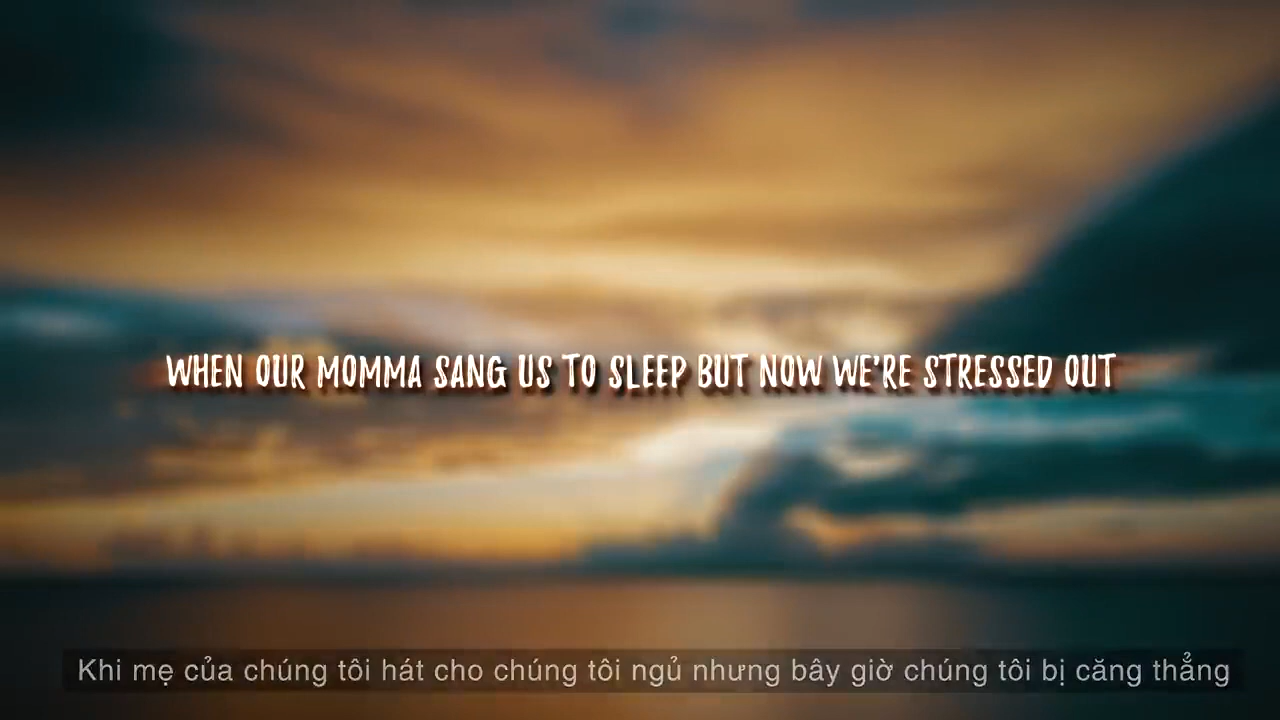 WHEN OUR MOMMA SANG US TO SLEEP BUT NOW WE'RE STRESSED OUT
Khi mẹ của chúng tôi hát cho chúng tôi ngủ nhưng bây giờ chúng tôi bị căng thẳng